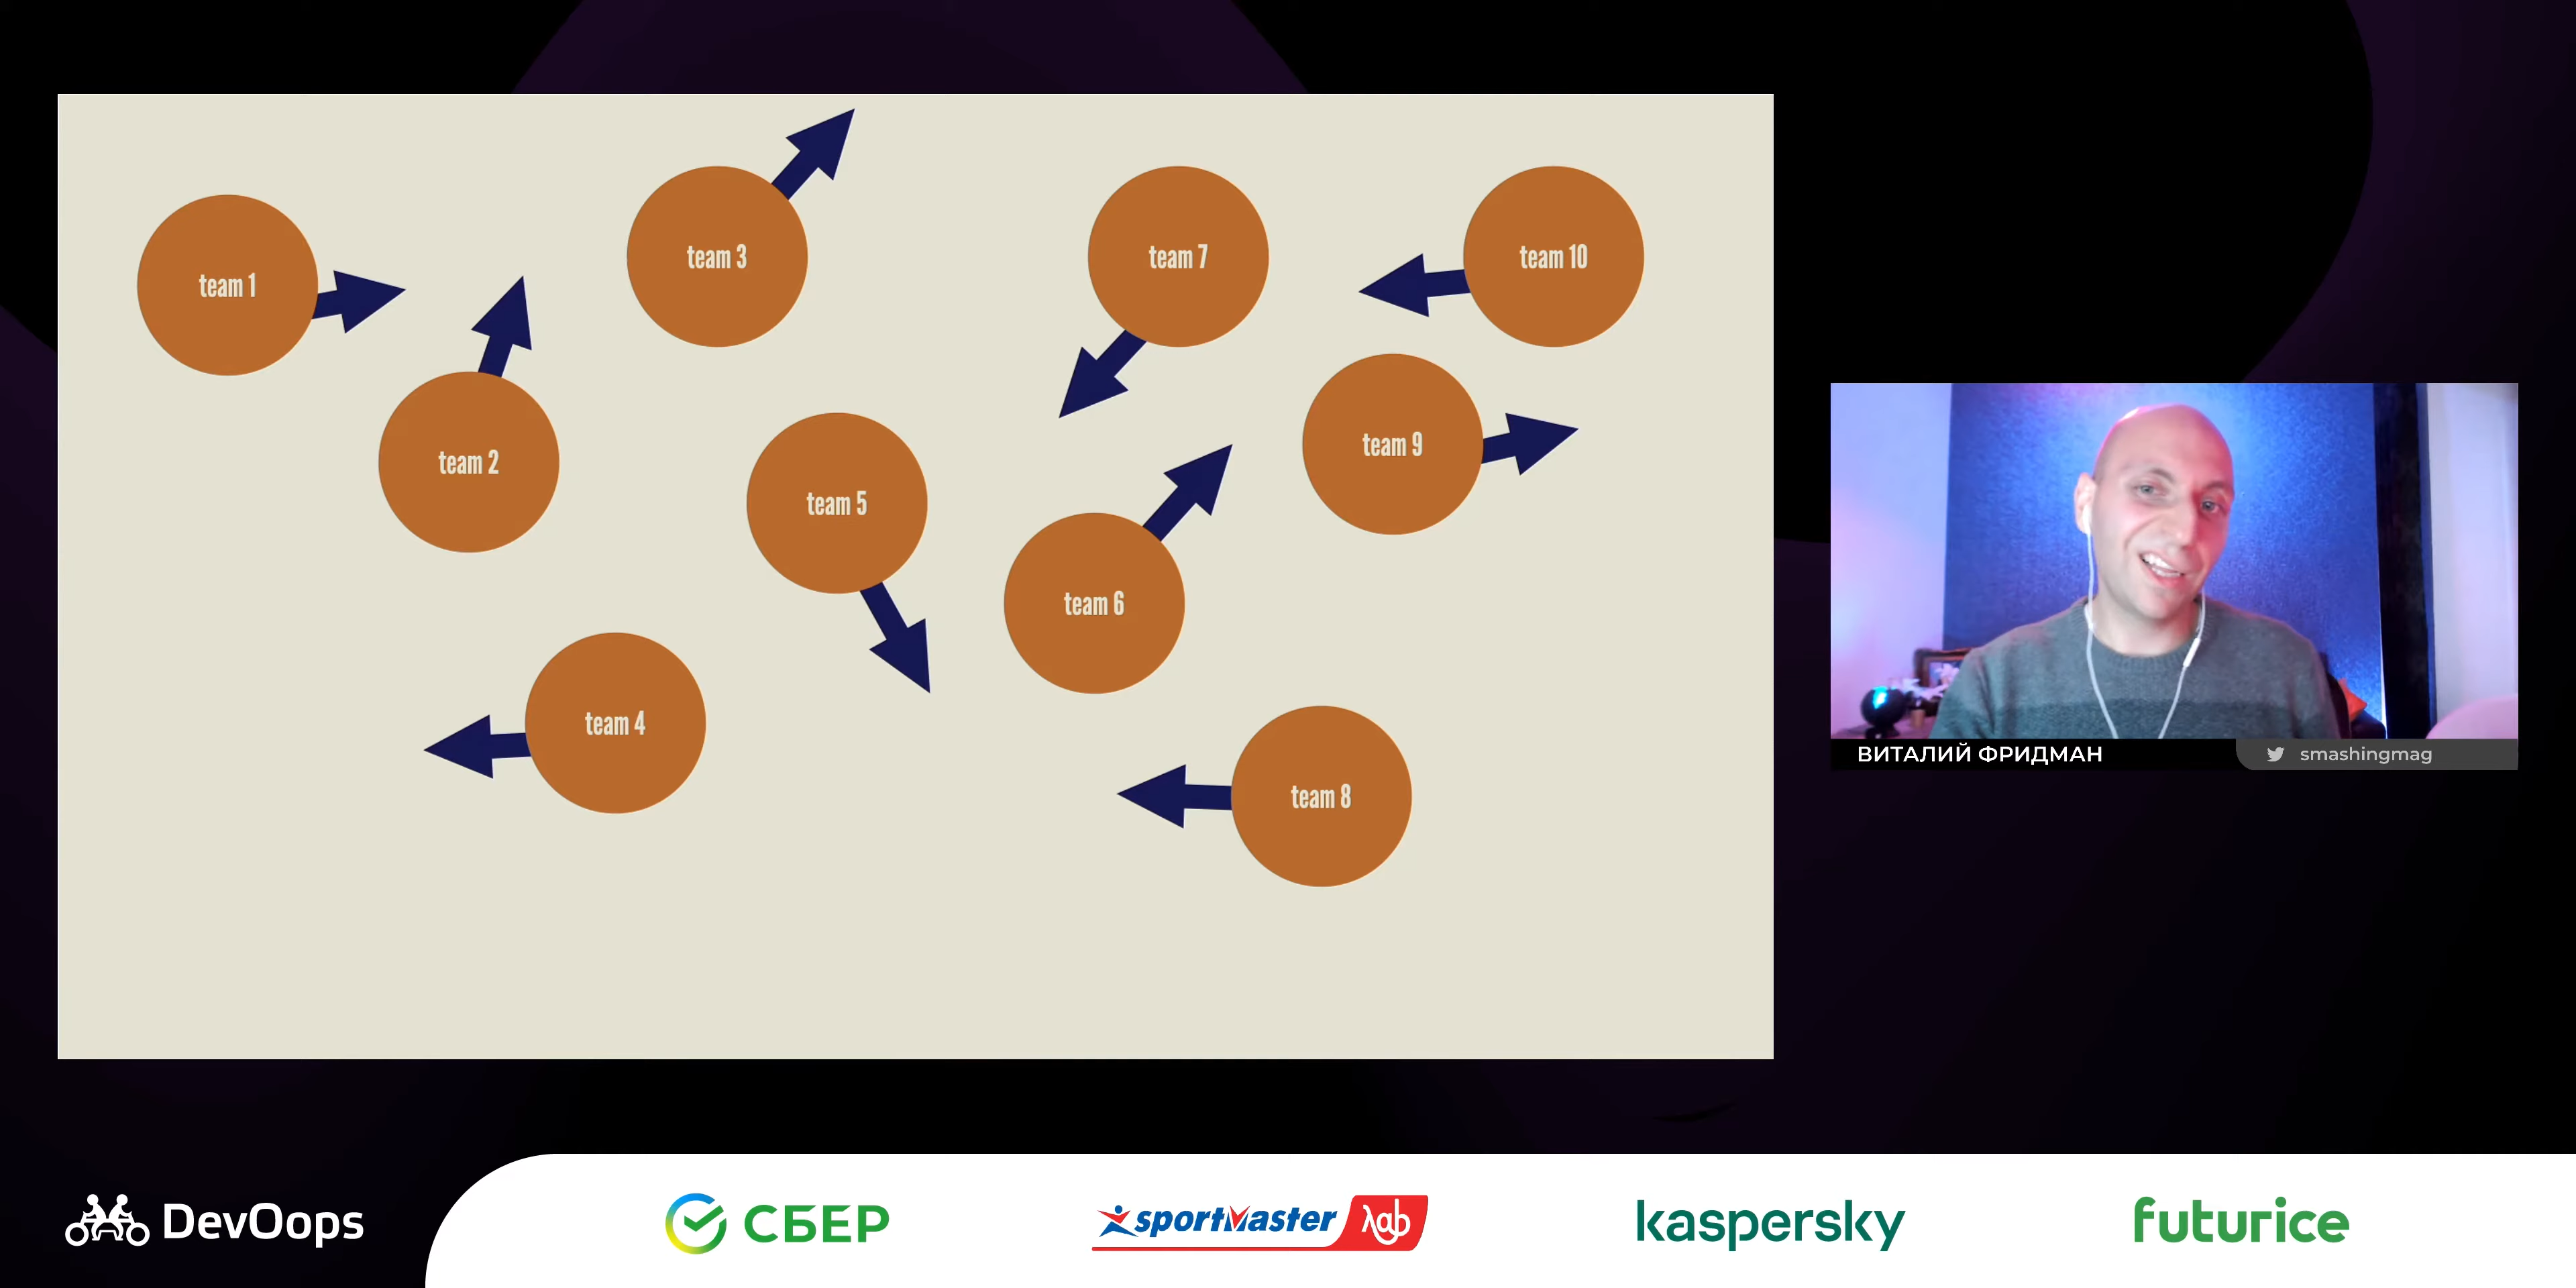 team 1
team 2
team 3
team 4
team 5
team 6
team 7
team 8
team 9
team 10
ВИТАЛИЙ ФРИДМАН
smashingmag
DevOops
СБЕР
sportmaster лаб
kaspersky
futurice